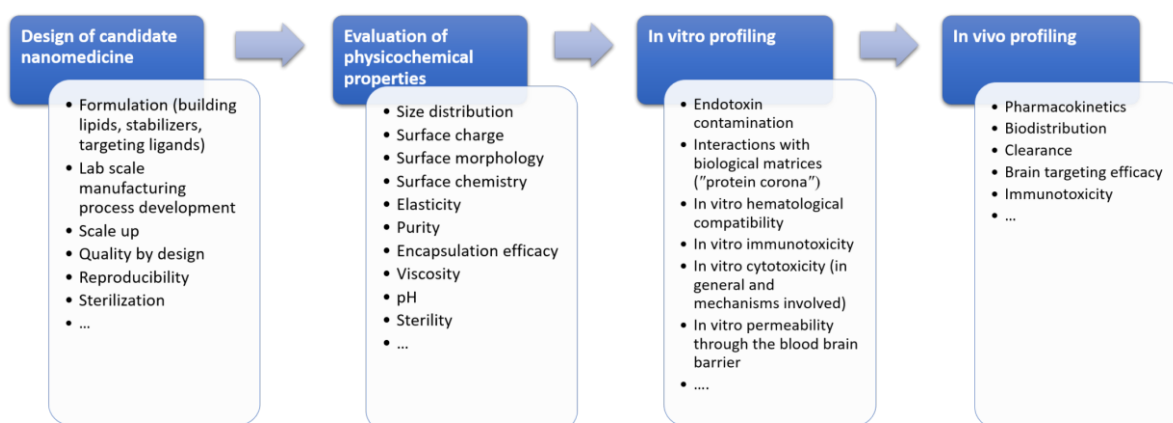 Design of candidate
nanomedicine
• Formulation (building
lipids, stabilizers,
targeting ligands)
• Lab scale
manufacturing
process development
• Scale up
• Quality by design
• Reproducibility
• Sterilization
• ...
Evaluation of
physicochemical
properties
• Size distribution
• Surface charge
• Surface morphology
• Surface chemistry
• Elasticity
• Purity
• Encapsulation efficacy
• Viscosity
• pH
• Sterility
• ...
In vitro profiling
• Endotoxin
contamination
• Interactions with
biological matrices
(”protein corona”)
• In vitro hematological
compatibility
• In vitro immunotoxicity
• In vitro cytotoxicity (in
general and
mechanisms involved)
• In vitro permeability
through the blood brain
barrier
• ....
In vivo profiling
• Pharmacokinetics
• Biodistribution
• Clearance
• Brain targeting efficacy
• Immunotoxicity
• ...